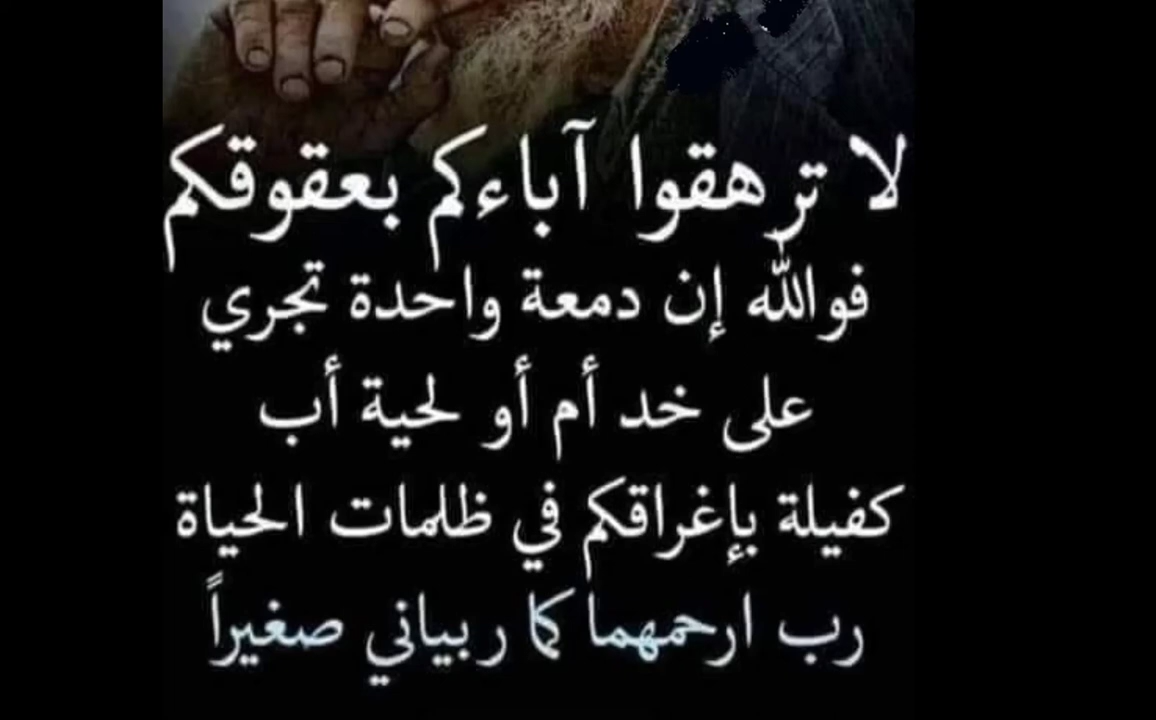 لا ترهقوا آباءكم بعقوقكم
فوالله إن دمعة واحدة تجري
على خد أم أو لحية أب
كفيلة بإغراقكم في ظلمات الحياة
رب ارحمهما كما ربياني صغيراً